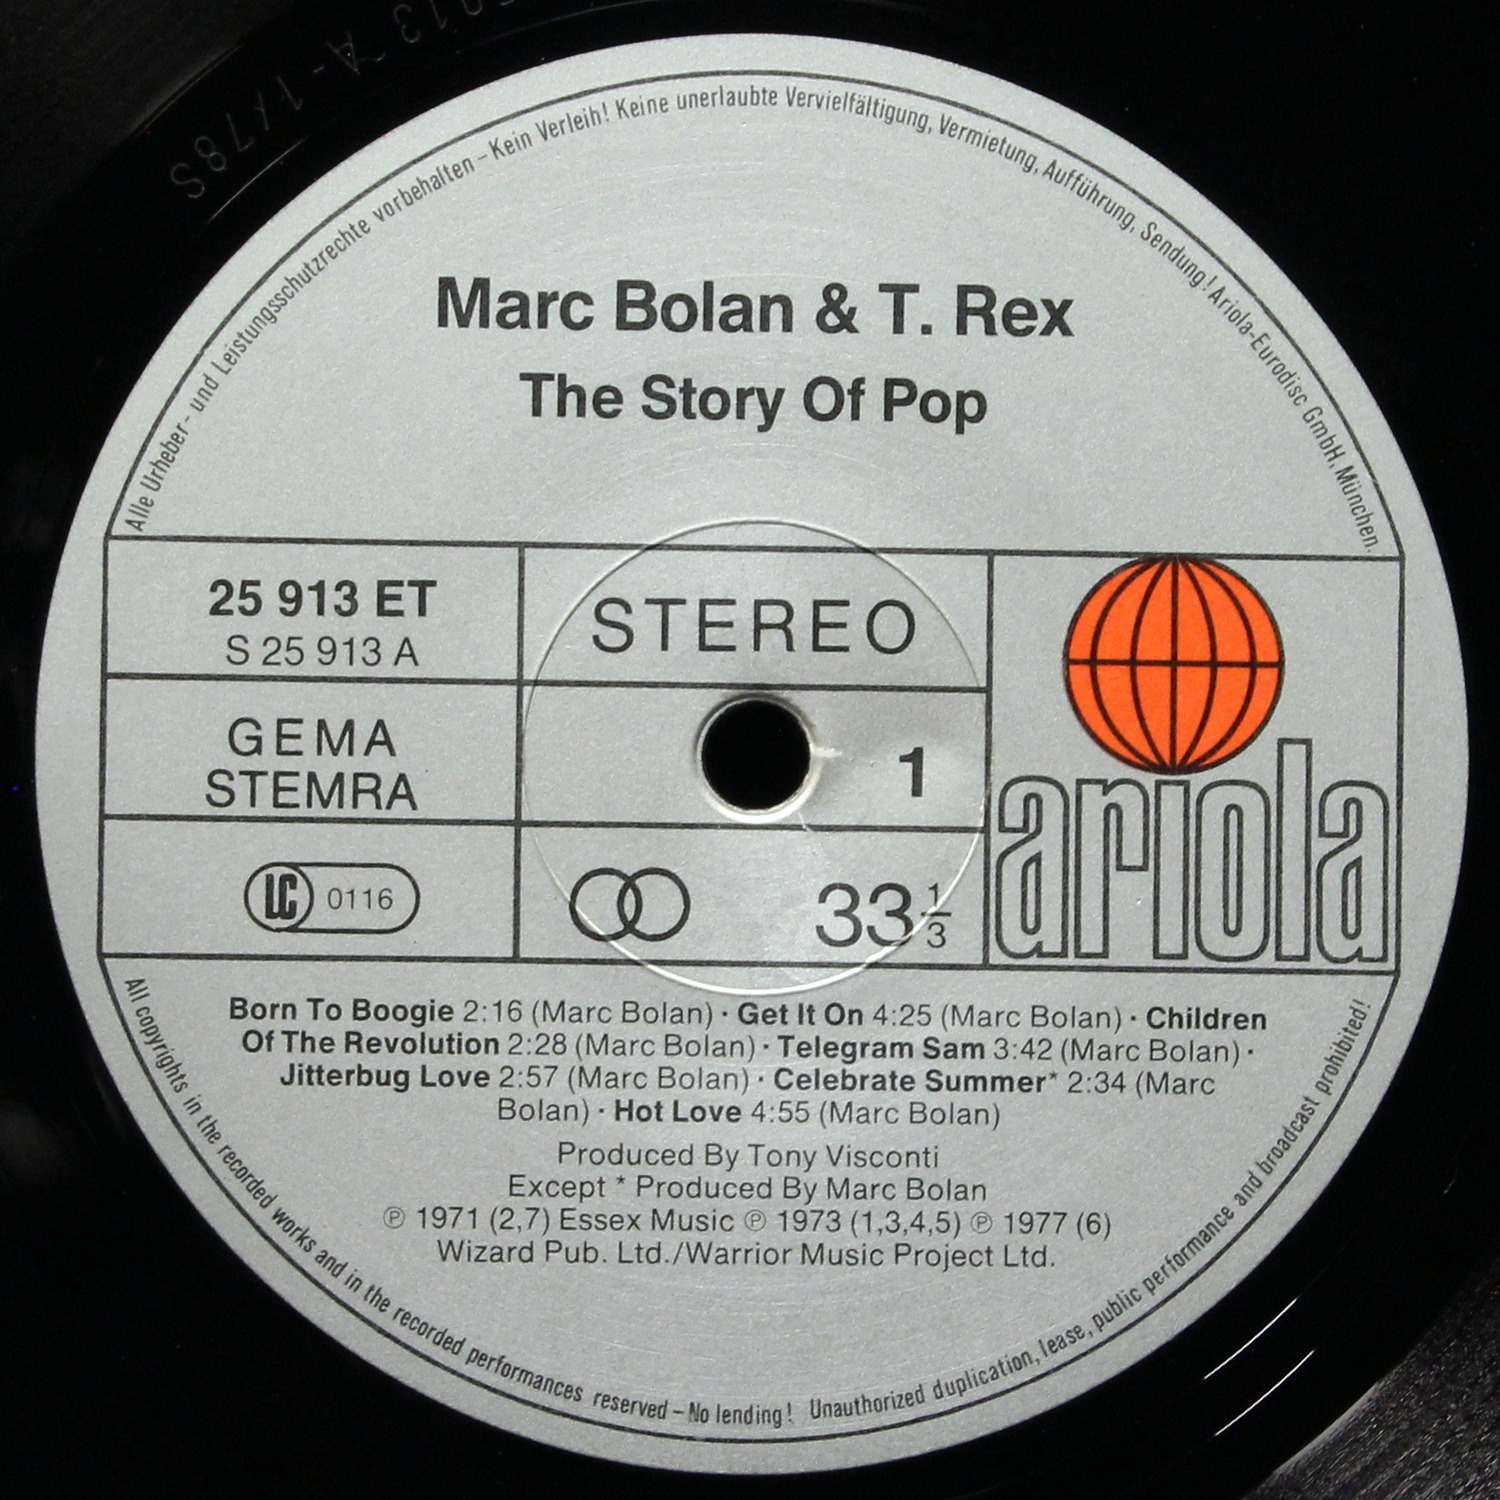 25913 A-1/78S
Alle Urheber- und Leistungsschutzrechte vorbehalten – Kein Verleih! Keine unerlaubte Vervielfältigung, Vermietung, Aufführung, Sendung! Ariola-Eurodisc GmbH, München.
Marc Bolan & T. Rex
The Story Of Pop
25 913 ET
S 25 913 A
STEREO
GEMA
STEMRA
1
LC 0116
33 1/3
ariola
Born To Boogie 2:16 (Marc Bolan) · Get It On 4:25 (Marc Bolan) · Children
Of The Revolution 2:28 (Marc Bolan) · Telegram Sam 3:42 (Marc Bolan) ·
Jitterbug Love 2:57 (Marc Bolan) · Celebrate Summer* 2:34 (Marc
Bolan) · Hot Love 4:55 (Marc Bolan)
Produced By Tony Visconti
Except * Produced By Marc Bolan
℗ 1971 (2,7) Essex Music ℗ 1973 (1,3,4,5) ℗ 1977 (6)
Wizard Pub. Ltd./Warrior Music Project Ltd.
All copyrights in the recorded works and in the recorded performances reserved – No lending! Unauthorized duplication, lease, public performance and broadcast prohibited!